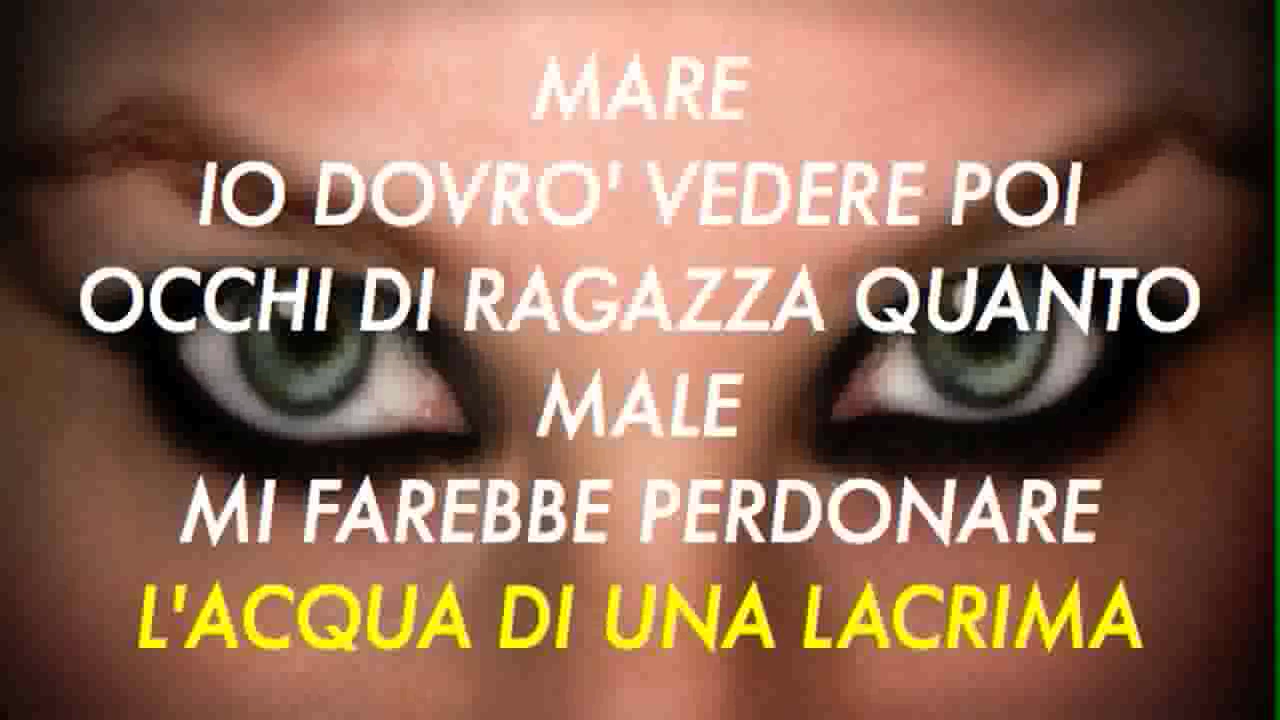 MARE
IO DOVRO' VEDERE POI
OCCHI DI RAGAZZA QUANTO
MALE
MI FAREBBE PERDONARE
L'ACQUA DI UNA LACRIMA